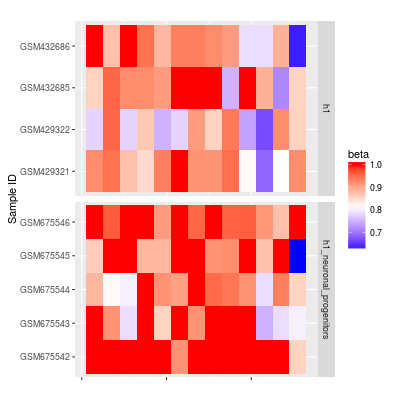 Sample ID
GSM432686
GSM432685
GSM429322
GSM429321
h1
GSM675546
GSM675545
GSM675544
GSM675543
GSM675542
h1_neuronal_progenitors
beta
1.0
0.9
0.8
0.7